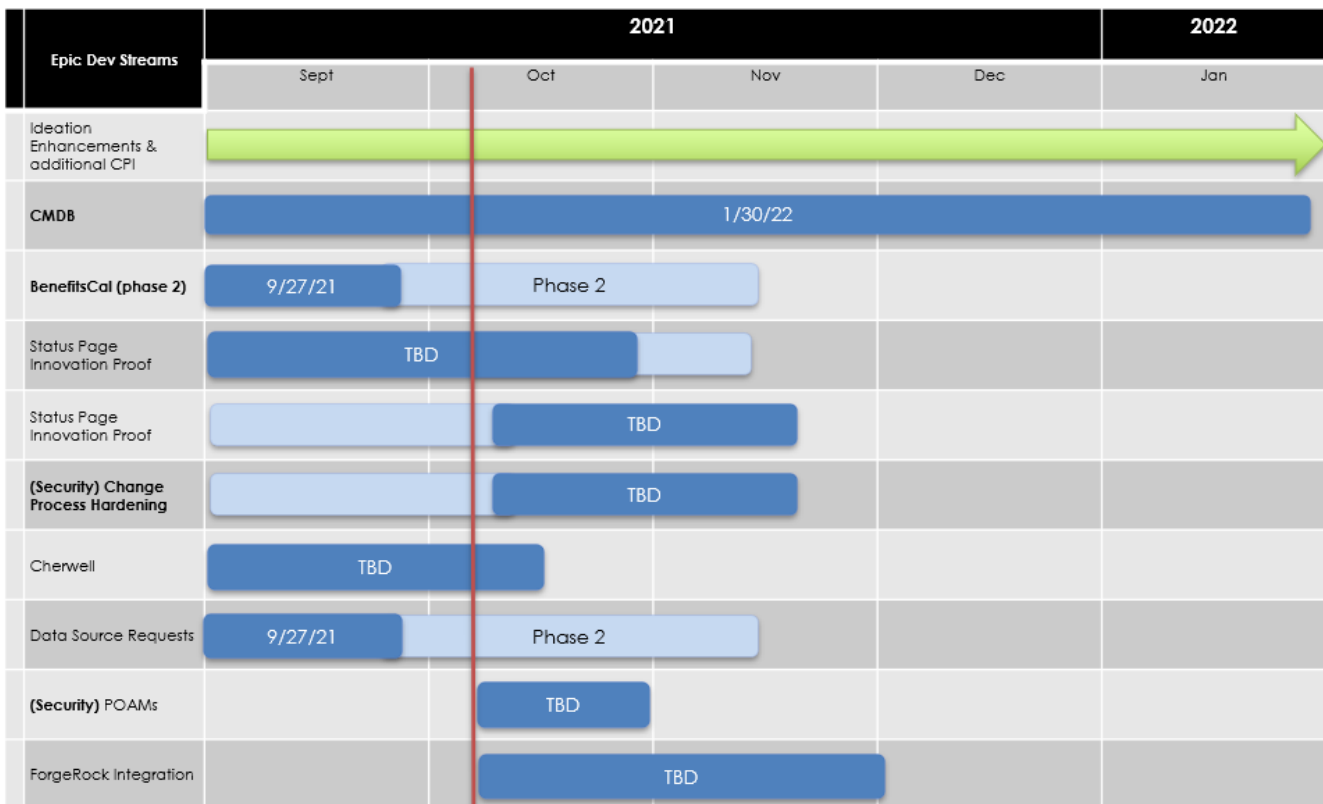 2021
2022
Epic Dev Streams
Sept
Oct
Nov
Dec
Jan
Ideation
Enhancements &
additional CPI
CMDB
1/30/22
BenefitsCal (phase 2)
9/27/21
Phase 2
Status Page
Innovation Proof
TBD
Status Page
Innovation Proof
TBD
(Security) Change
Process Hardening
TBD
Cherwell
TBD
Data Source Requests
9/27/21
Phase 2
(Security) POAMs
TBD
ForgeRock Integration
TBD